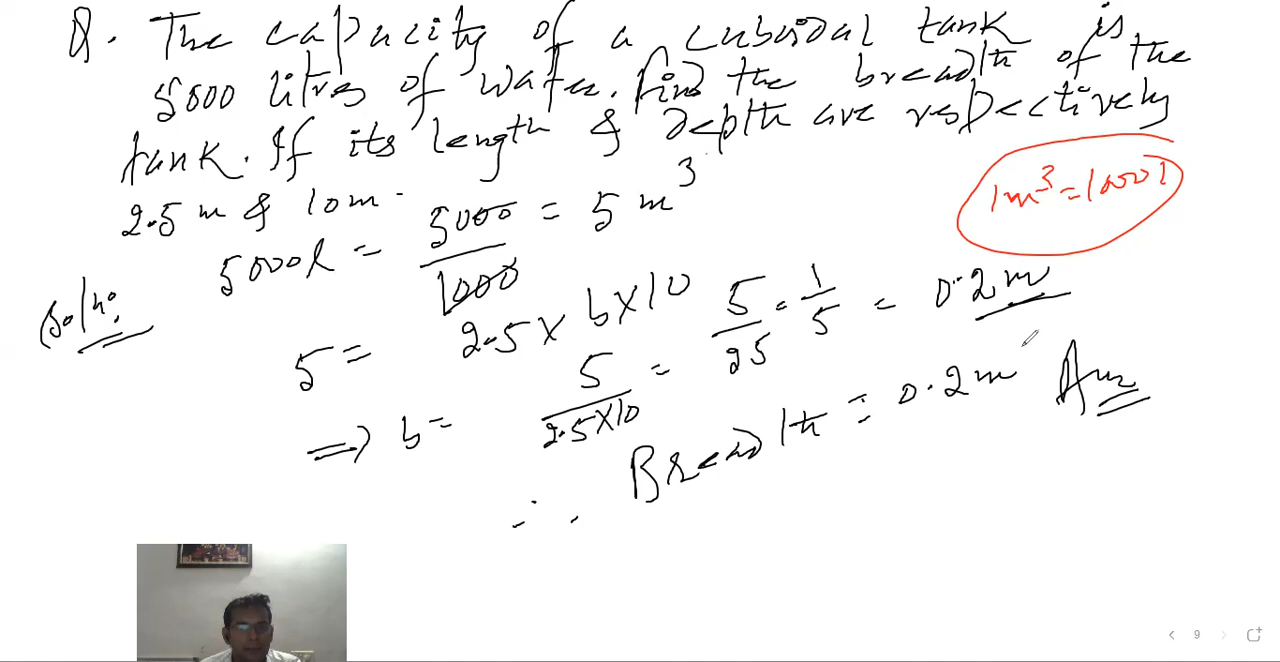 Q. The capacity of a cuboidal tank is
5000 litres of water. Find the breadth of the
tank. If its length & depth are respectively
2.5 m & 10 m.
1m³ = 1000 l
Soln:
5000l = 5000/1000 = 5 m³
5 = 2.5 × b × 10
⇒ b = 5/2.5×10 = 5/25 = 1/5 = 0.2 m
∴ Breadth = 0.2 m Ans
9